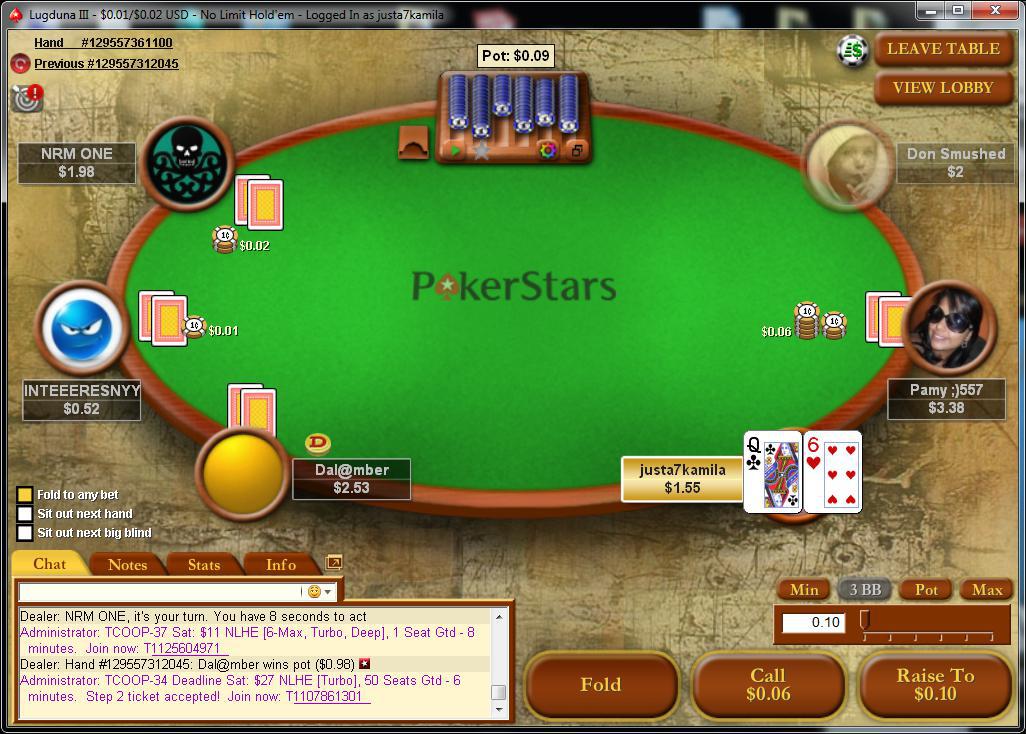 Lugduna III - $0.01/$0.02 USD - No Limit Hold'em - Logged In as justa7kamila
Hand #129557361100
Previous #129557312045
Pot: $0.09
LEAVE TABLE
VIEW LOBBY
NRM ONE
$1.98
Don Smushed
$2
1¢
$0.02
PokerStars
1¢
$0.01
$0.06
1¢
1¢
INTEEERESNYY
$0.52
Pamy ;)557
$3.38
D
Dal@mber
$2.53
justa7kamila
$1.55
Q
6
Fold to any bet
Sit out next hand
Sit out next big blind
Chat
Notes
Stats
Info
Dealer: NRM ONE, it's your turn. You have 8 seconds to act
Administrator: TCOOP-37 Sat: $11 NLHE [6-Max, Turbo, Deep], 1 Seat Gtd - 8
minutes. Join now: T1125604971
Dealer: Hand #129557312045: Dal@mber wins pot ($0.98)
Administrator: TCOOP-34 Deadline Sat: $27 NLHE [Turbo], 50 Seats Gtd - 6
minutes. Step 2 ticket accepted! Join now: T1107861301
Min
3 BB
Pot
Max
0.10
Fold
Call
$0.06
Raise To
$0.10